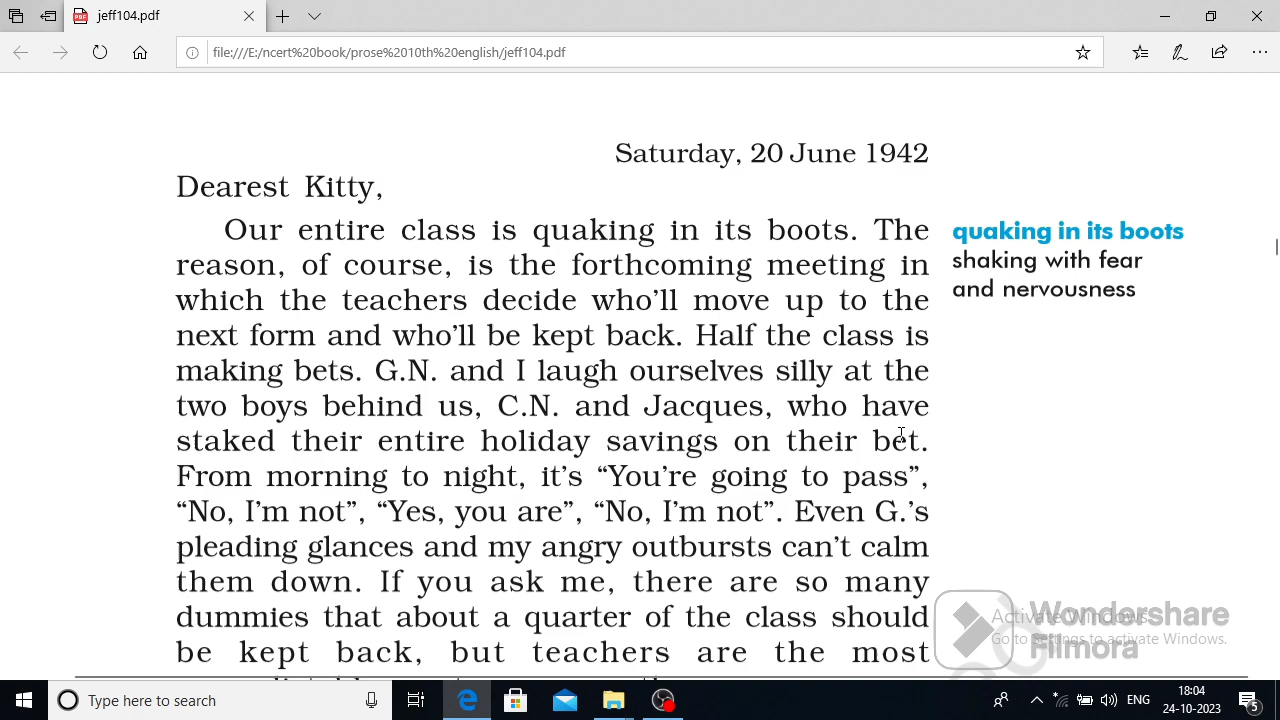 jeff104.pdf
file:///E:/ncert%20book/prose%2010th%20english/jeff104.pdf
Saturday, 20 June 1942
Dearest Kitty,
Our entire class is quaking in its boots. The
reason, of course, is the forthcoming meeting in
which the teachers decide who'll move up to the
next form and who'll be kept back. Half the class is
making bets. G.N. and I laugh ourselves silly at the
two boys behind us, C.N. and Jacques, who have
staked their entire holiday savings on their bet.
From morning to night, it's “You're going to pass”,
“No, I'm not”, “Yes, you are”, “No, I'm not”. Even G.'s
pleading glances and my angry outbursts can't calm
them down. If you ask me, there are so many
dummies that about a quarter of the class should
be kept back, but teachers are the most
quaking in its boots
shaking with fear
and nervousness
Activate Windows
Go to Settings to activate Windows.
Wondershare
Filmora
Type here to search
ENG
18:04
24-10-2023
5